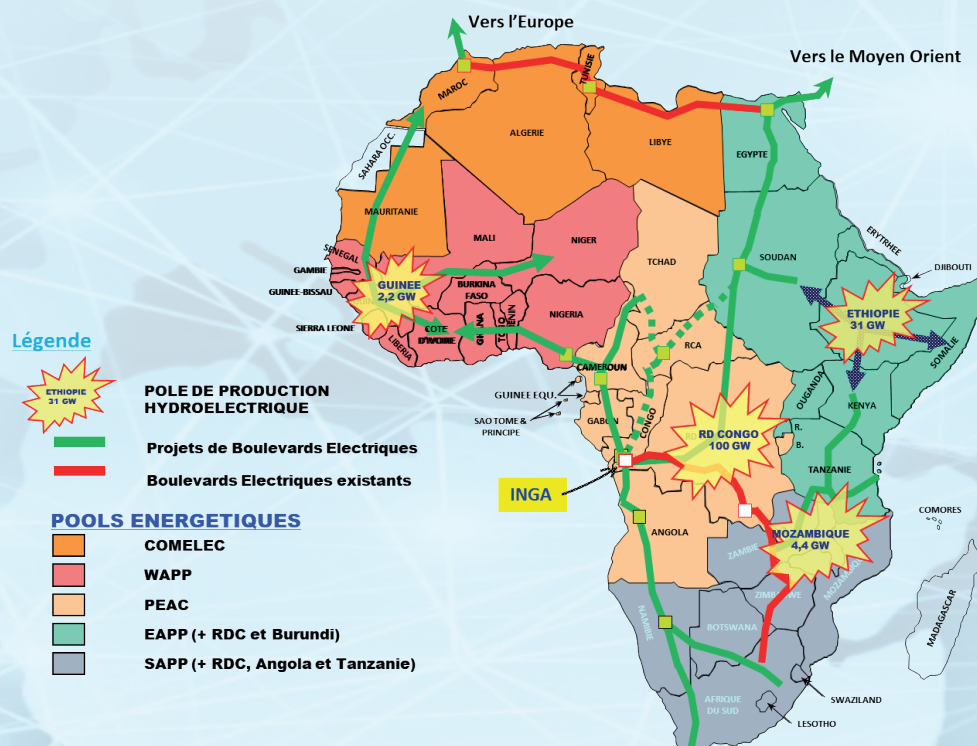 Vers l'Europe
Vers le Moyen Orient
MAROC
TUNISIE
ALGERIE
LIBYE
EGYPTE
SAHARA OCC.
MAURITANIE
MALI
NIGER
TCHAD
SOUDAN
ERYTHREE
DJIBOUTI
SENEGAL
GAMBIE
GUINEE-BISSAU
GUINEE
2,2 GW
BURKINA
FASO
SIERRA LEONE
LIBERIA
COTE
D'IVOIRE
GHANA
TOGO
BENIN
NIGERIA
CAMEROUN
RCA
ETHIOPIE
31 GW
SOMALIE
OUGANDA
KENYA
GUINEE EQU.
SAO TOME &
PRINCIPE
GABON
CONGO
RD CONGO
100 GW
R.
B.
TANZANIE
INGA
ANGOLA
ZAMBIE
MOZAMBIQUE
4,4 GW
COMORES
MADAGASCAR
NAMIBIE
BOTSWANA
AFRIQUE
DU SUD
SWAZILAND
LESOTHO
Légende
ETHIOPIE
31 GW
POLE DE PRODUCTION
HYDROELECTRIQUE
Projets de Boulevards Electriques
Boulevards Electriques existants
POOLS ENERGETIQUES
COMELEC
WAPP
PEAC
EAPP (+ RDC et Burundi)
SAPP (+ RDC, Angola et Tanzanie)